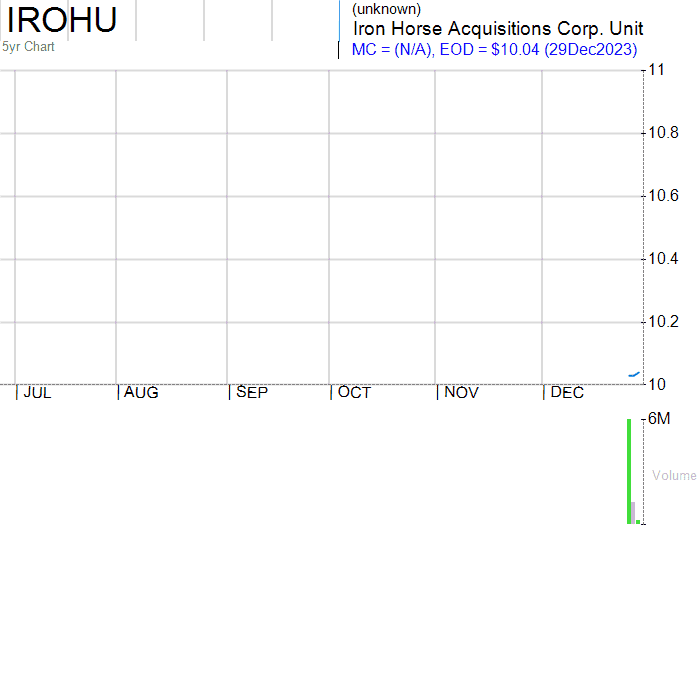 IROHU
5yr Chart
(unknown)
Iron Horse Acquisitions Corp. Unit
MC = (N/A), EOD = $10.04 (29Dec2023)
11
10.8
10.6
10.4
10.2
10
JUL AUG SEP OCT NOV DEC
6M
Volume